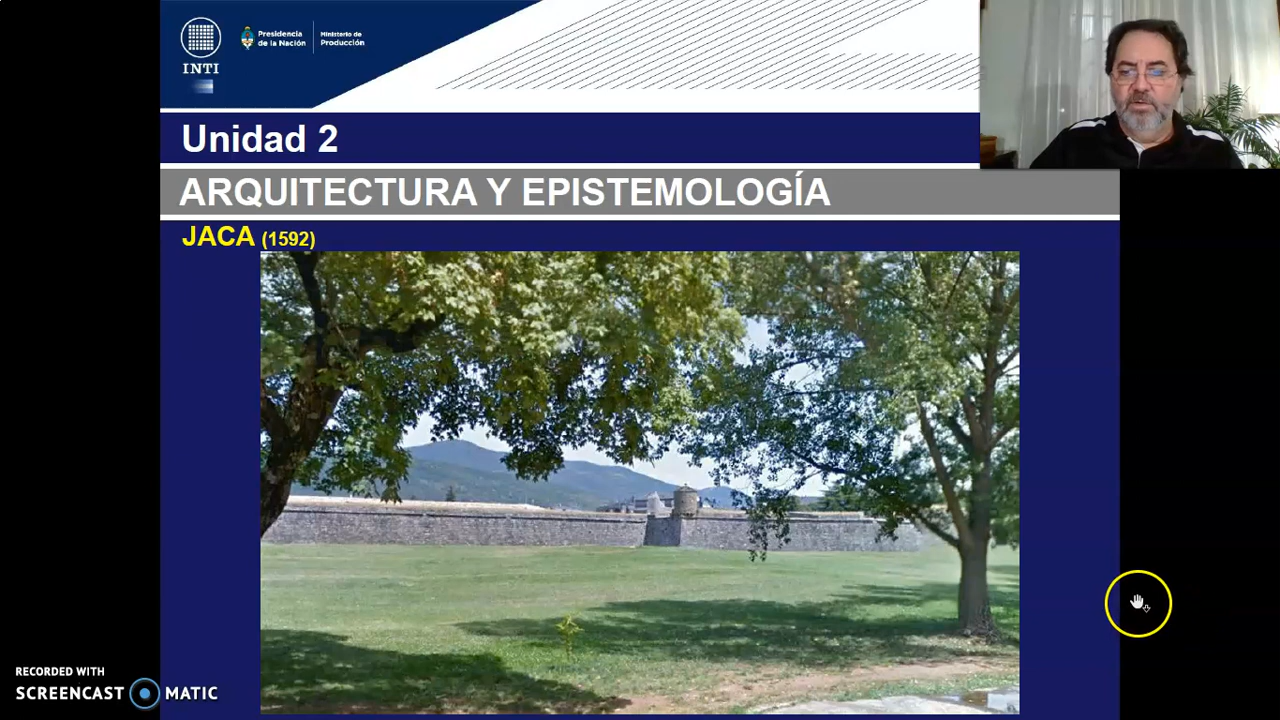 INTI
Presidencia
de la Nación
Ministerio de
Producción
Unidad 2
ARQUITECTURA Y EPISTEMOLOGÍA
JACA (1592)
RECORDED WITH
SCREENCAST MATIC